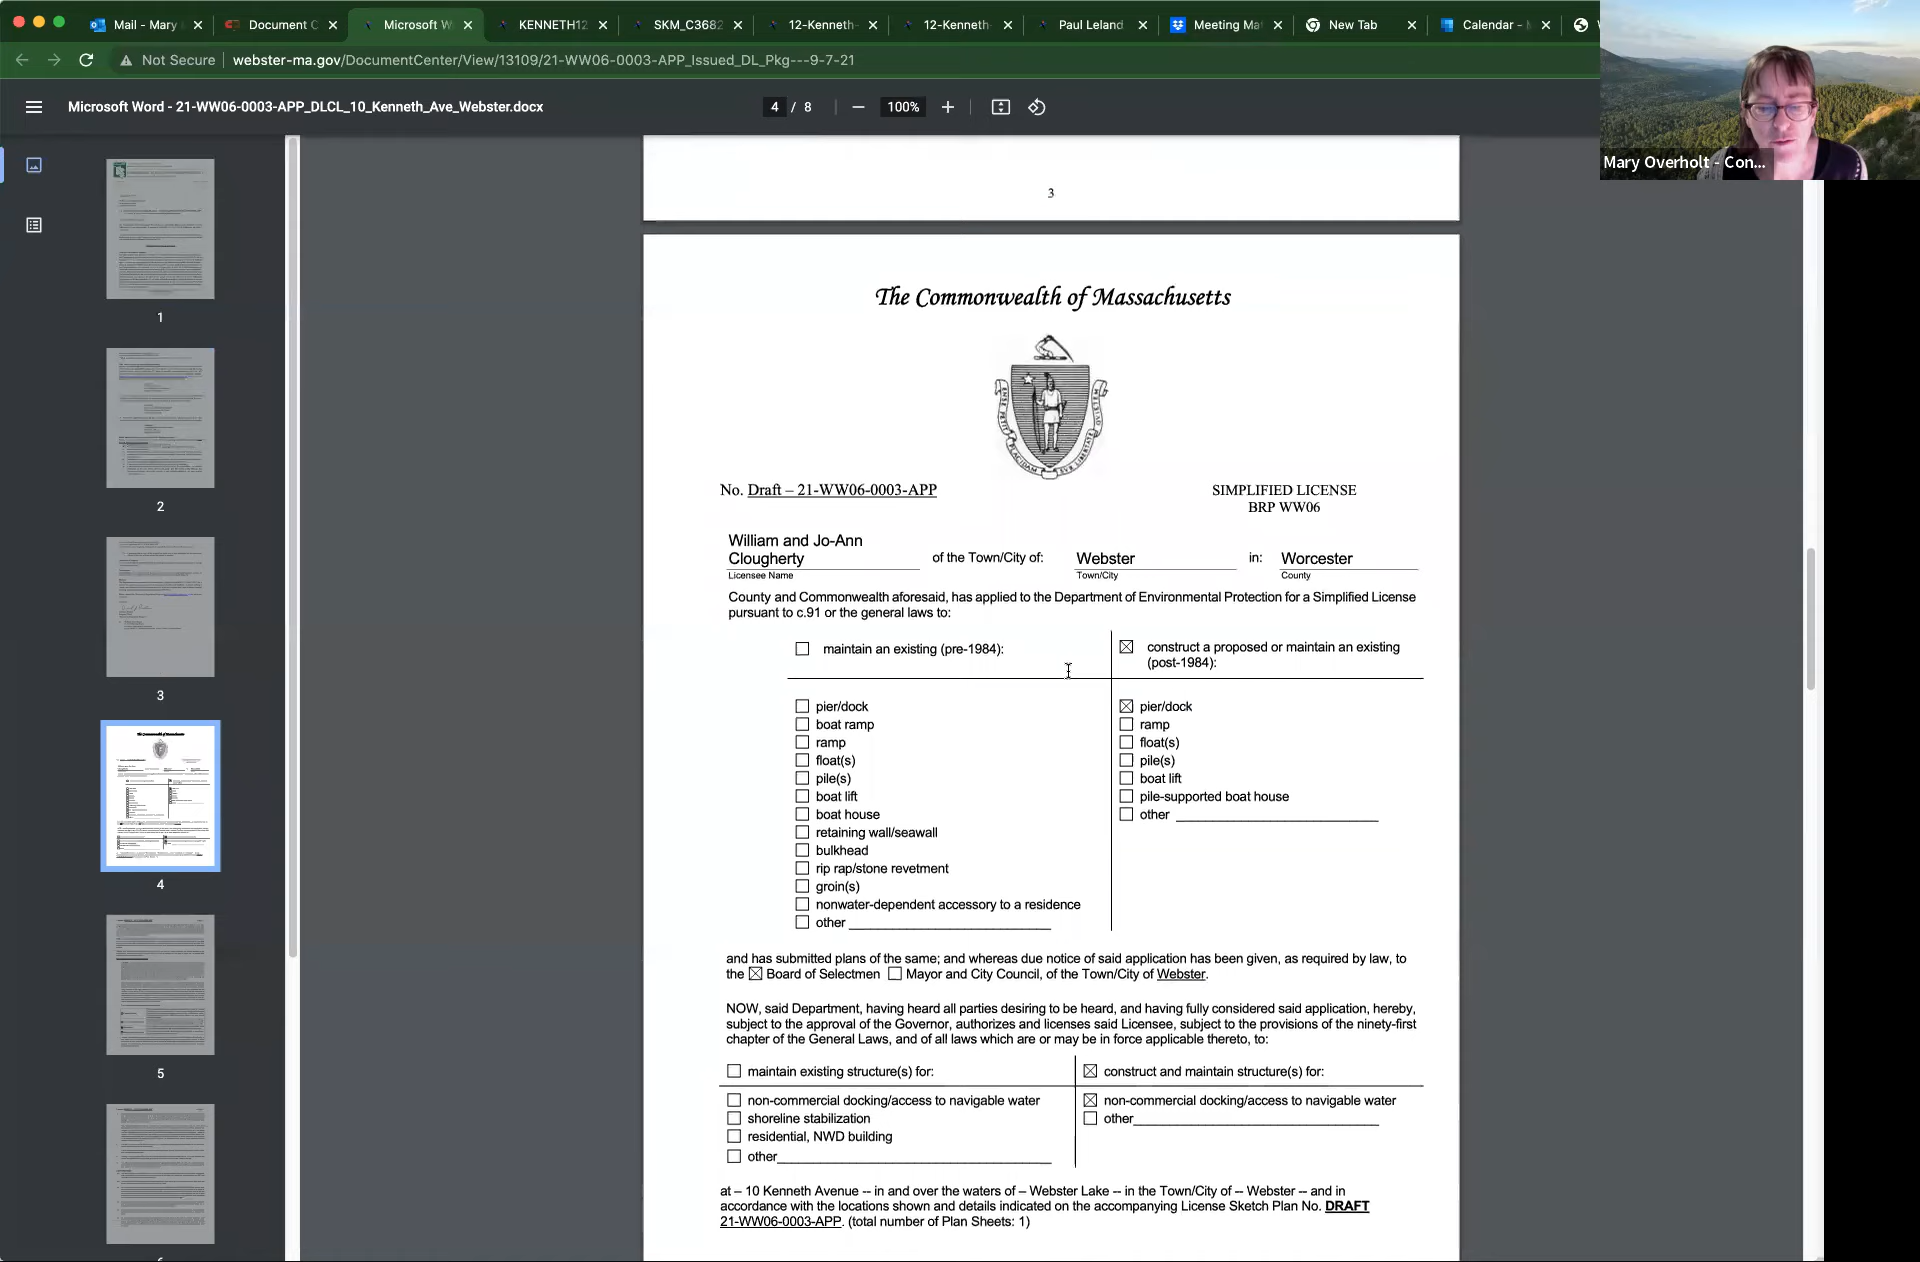 Mail - Mary
Document C
Microsoft W
KENNETH12
SKM_C3682
12-Kenneth-
12-Kenneth-
Paul Leland
Meeting Ma
New Tab
Calendar -
Not Secure
webster-ma.gov/DocumentCenter/View/13109/21-WW06-0003-APP_Issued_DL_Pkg---9-7-21
Microsoft Word - 21-WW06-0003-APP_DLCL_10_Kenneth_Ave_Webster.docx
4 / 8
100%
Mary Overholt - Con...
1
2
3
4
5
3
The Commonwealth of Massachusetts
No. Draft – 21-WW06-0003-APP
SIMPLIFIED LICENSE
BRP WW06
William and Jo-Ann
Clougherty of the Town/City of: Webster in: Worcester
Licensee Name Town/City County
County and Commonwealth aforesaid, has applied to the Department of Environmental Protection for a Simplified License
pursuant to c.91 or the general laws to:
maintain an existing (pre-1984):
construct a proposed or maintain an existing
(post-1984):
pier/dock
boat ramp
ramp
float(s)
pile(s)
boat lift
boat house
retaining wall/seawall
bulkhead
rip rap/stone revetment
groin(s)
nonwater-dependent accessory to a residence
other
pier/dock
ramp
float(s)
pile(s)
boat lift
pile-supported boat house
other
and has submitted plans of the same; and whereas due notice of said application has been given, as required by law, to
the Board of Selectmen Mayor and City Council, of the Town/City of Webster.
NOW, said Department, having heard all parties desiring to be heard, and having fully considered said application, hereby,
subject to the approval of the Governor, authorizes and licenses said Licensee, subject to the provisions of the ninety-first
chapter of the General Laws, and of all laws which are or may be in force applicable thereto, to:
maintain existing structure(s) for:
construct and maintain structure(s) for:
non-commercial docking/access to navigable water
shoreline stabilization
residential, NWD building
other
non-commercial docking/access to navigable water
other
at – 10 Kenneth Avenue -- in and over the waters of – Webster Lake -- in the Town/City of -- Webster -- and in
accordance with the locations shown and details indicated on the accompanying License Sketch Plan No. DRAFT
21-WW06-0003-APP. (total number of Plan Sheets: 1)